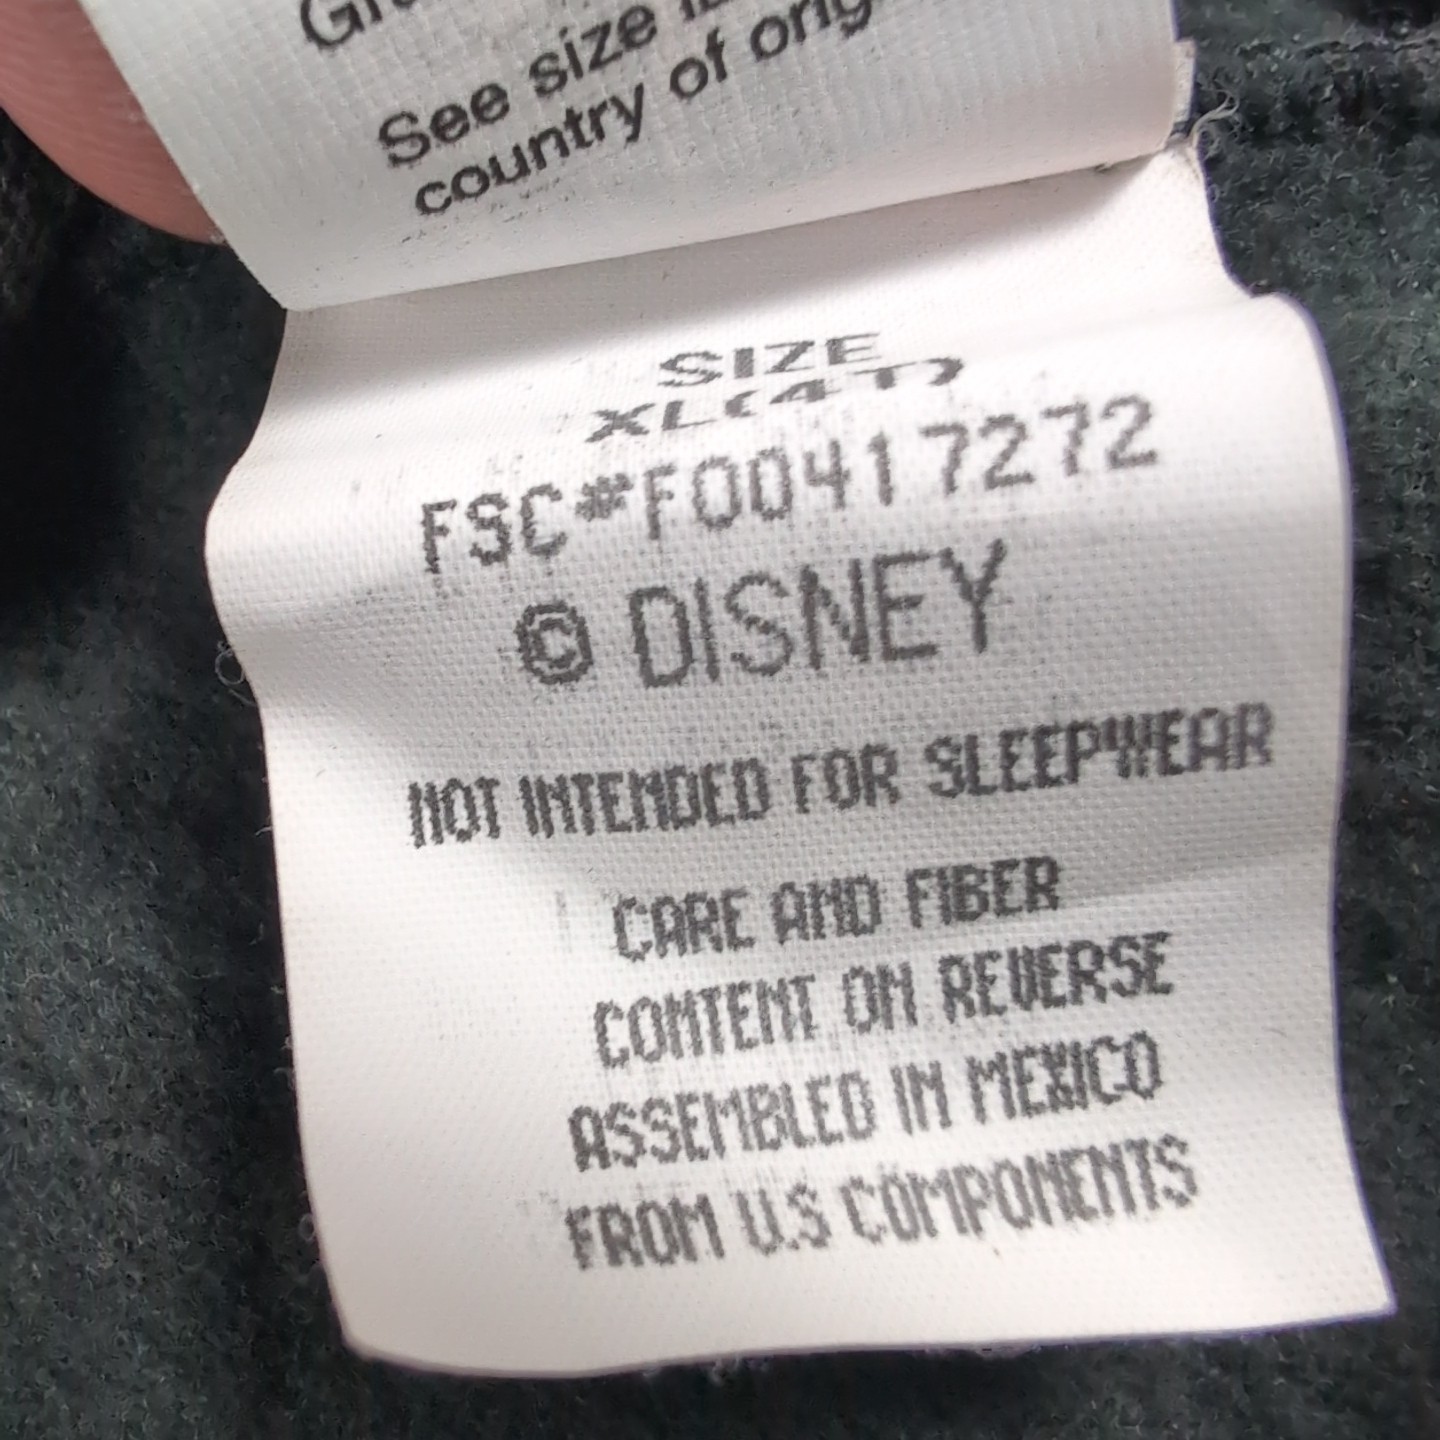 See size
country of
SIZE
XL(4T)
FSC#F00417272
© DISNEY
NOT INTENDED FOR SLEEPWEAR
CARE AND FIBER
CONTENT ON REVERSE
ASSEMBLED IN MEXICO
FROM U.S COMPONENTS